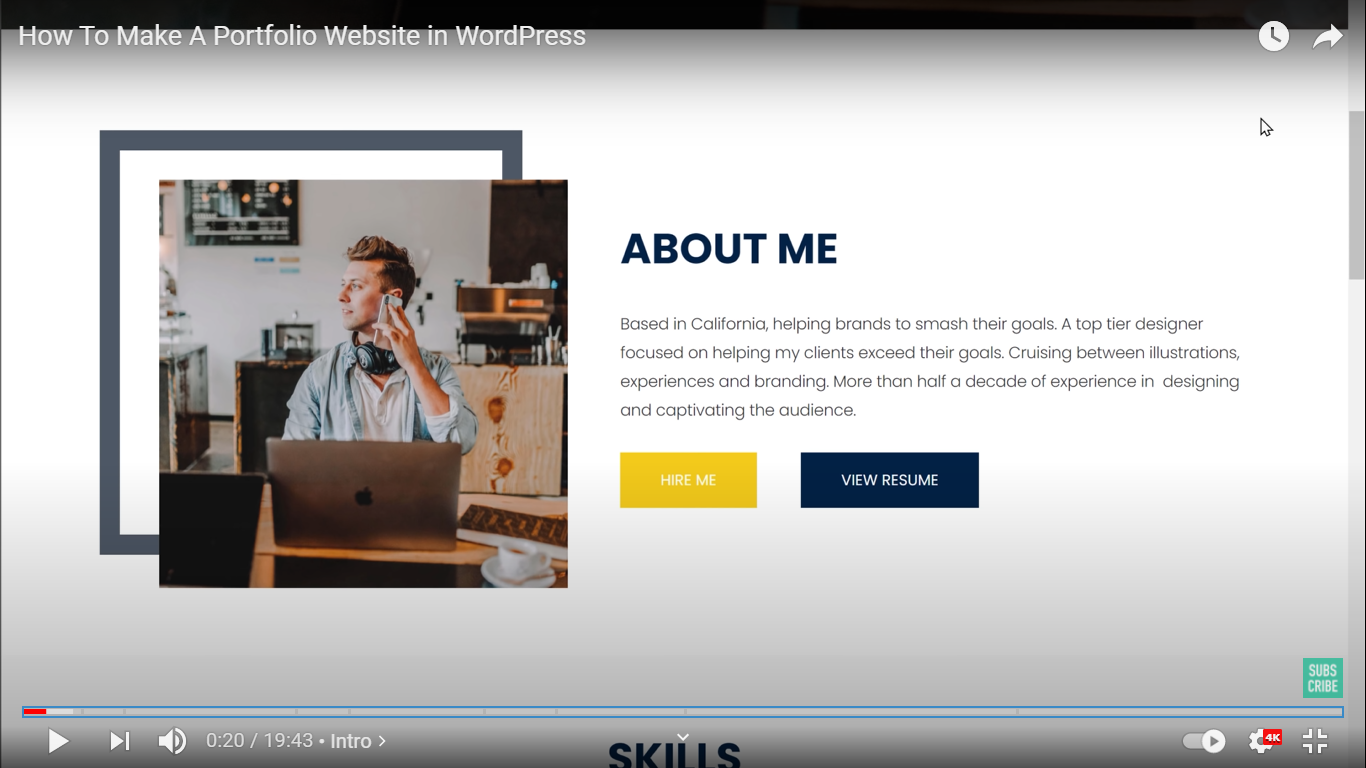 How To Make A Portfolio Website in WordPress
ABOUT ME
Based in California, helping brands to smash their goals. A top tier designer
focused on helping my clients exceed their goals. Cruising between illustrations,
experiences and branding. More than half a decade of experience in  designing
and captivating the audience.
HIRE ME
VIEW RESUME
SUBS
CRIBE
0:20 / 19:43 • Intro
4K
SKILLS